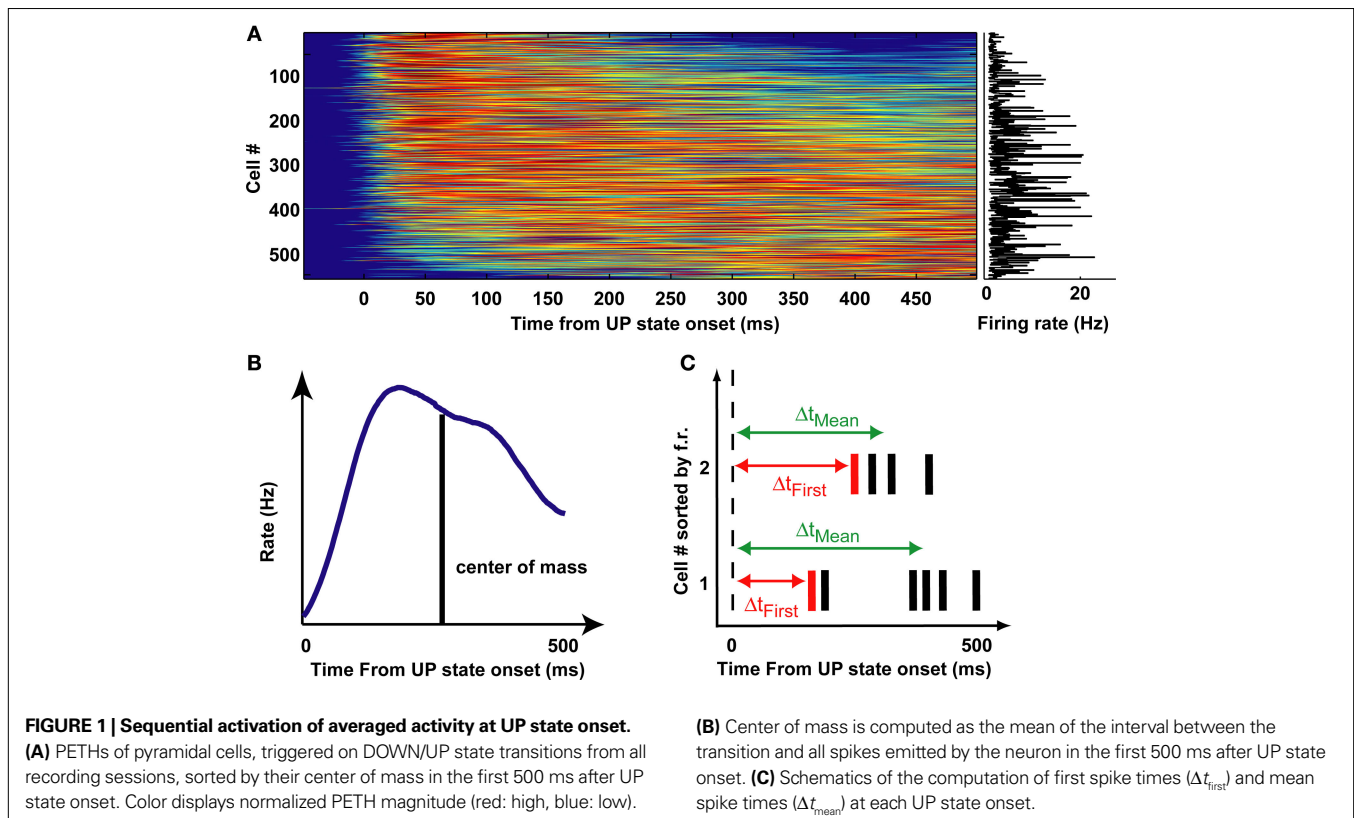 A
100
200
300
400
500
Cell #
0
50
100
150
200
250
300
350
400
450
Time from UP state onset (ms)
0
20
Firing rate (Hz)
B
Rate (Hz)
center of mass
0
500
Time From UP state onset (ms)
C
Cell # sorted by f.r.
ΔtMean
2
ΔtFirst
ΔtMean
1
ΔtFirst
0
500
Time From UP state onset (ms)
FIGURE 1 | Sequential activation of averaged activity at UP state onset.
(A) PETHs of pyramidal cells, triggered on DOWN/UP state transitions from all
recording sessions, sorted by their center of mass in the first 500 ms after UP
state onset. Color displays normalized PETH magnitude (red: high, blue: low).
(B) Center of mass is computed as the mean of the interval between the
transition and all spikes emitted by the neuron in the first 500 ms after UP state
onset. (C) Schematics of the computation of first spike times (Δtfirst) and mean
spike times (Δtmean) at each UP state onset.